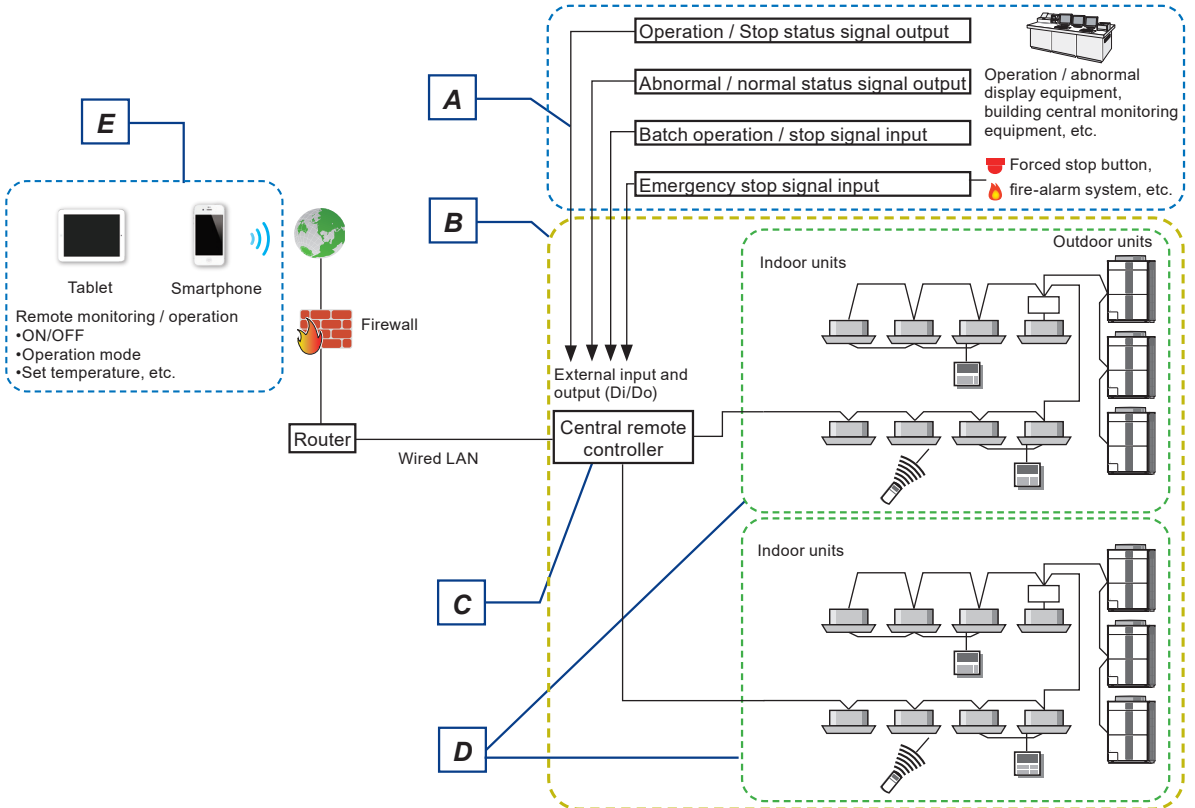 Operation / Stop status signal output
Abnormal / normal status signal output
Batch operation / stop signal input
Emergency stop signal input
Operation / abnormal
display equipment,
building central monitoring
equipment, etc.
Forced stop button,
fire-alarm system, etc.
A
E
B
Tablet
Smartphone
Remote monitoring / operation
•ON/OFF
•Operation mode
•Set temperature, etc.
Firewall
Router
Wired LAN
External input and
output (Di/Do)
Central remote
controller
Indoor units
Outdoor units
C
D
Indoor units